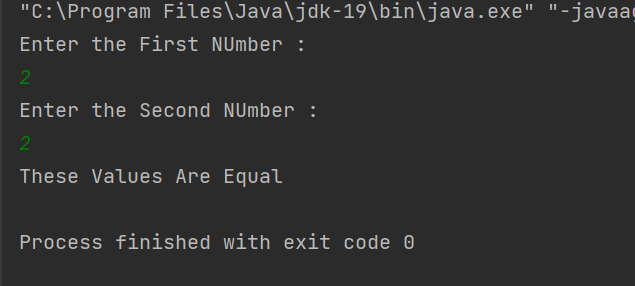 "C:\Program Files\Java\jdk-19\bin\java.exe" "-javaag
Enter the First NUmber :
2
Enter the Second NUmber :
2
These Values Are Equal
Process finished with exit code 0